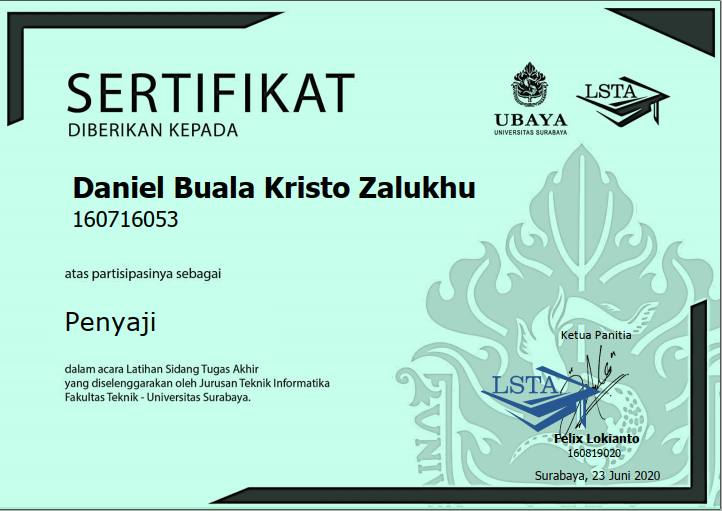 SERTIFIKAT
DIBERIKAN KEPADA
UBAYA
UNIVERSITAS SURABAYA
LSTA
Daniel Buala Kristo Zalukhu
160716053
atas partisipasinya sebagai
Penyaji
dalam acara Latihan Sidang Tugas Akhir
yang diselenggarakan oleh Jurusan Teknik Informatika
Fakultas Teknik - Universitas Surabaya.
Ketua Panitia
LSTA
Felix Lokianto
160819020
Surabaya, 23 Juni 2020